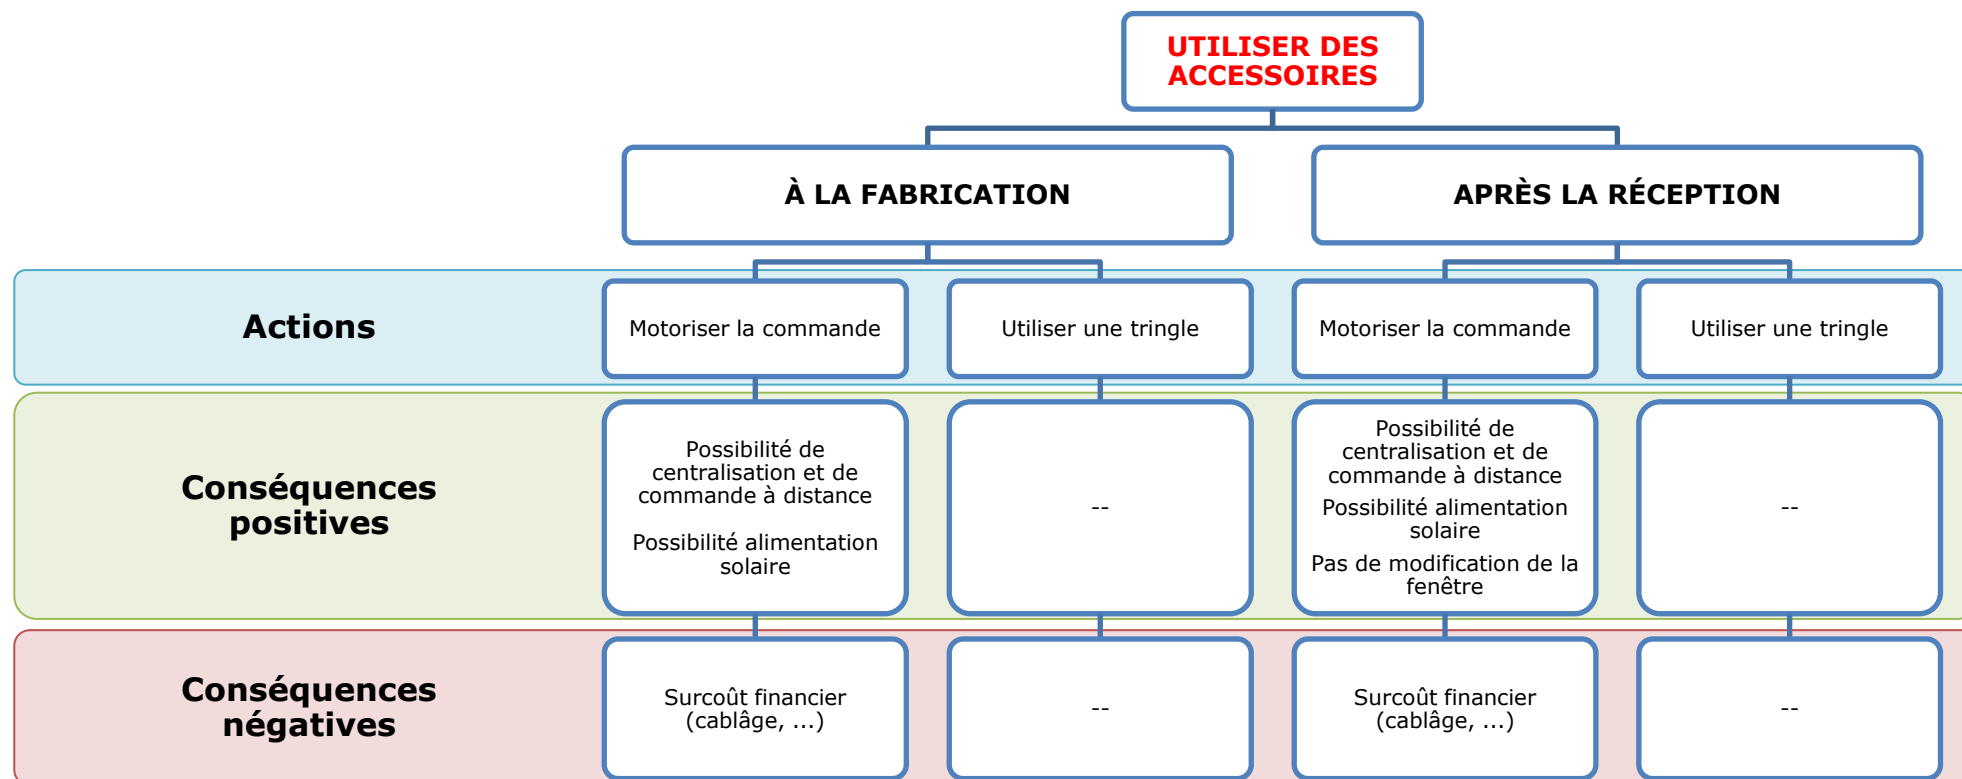 UTILISER DES
ACCESSOIRES
À LA FABRICATION
APRÈS LA RÉCEPTION
Actions
Motoriser la commande
Utiliser une tringle
Motoriser la commande
Utiliser une tringle
Conséquences
positives
Possibilité de
centralisation et de
commande à distance
Possibilité alimentation
solaire
--
Possibilité de
centralisation et de
commande à distance
Possibilité alimentation
solaire
Pas de modification de la
fenêtre
--
Conséquences
négatives
Surcoût financier
(cablâge, ...)
--
Surcoût financier
(cablâge, ...)
--